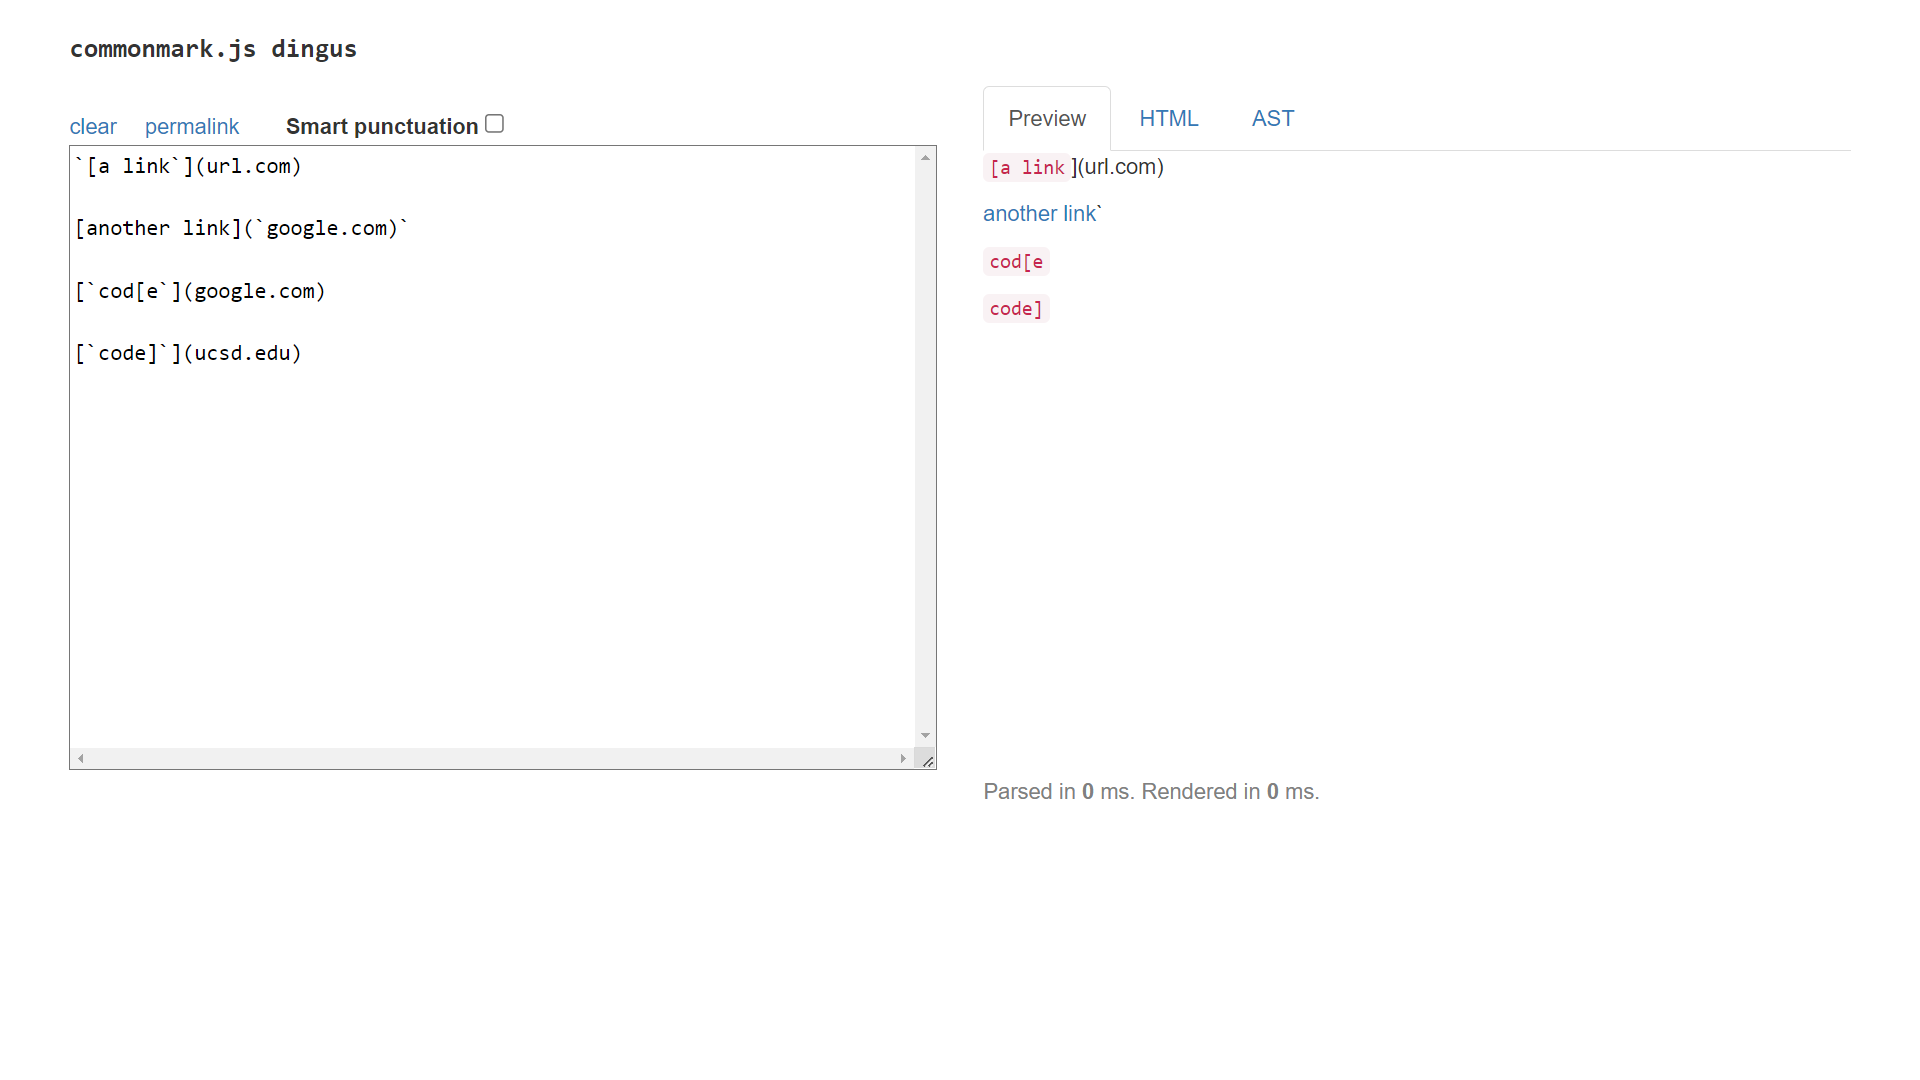 commonmark.js dingus
clear permalink Smart punctuation
Preview HTML AST
`[a link`](url.com)
[another link](`google.com)`
[`cod[e`](google.com)
[`code]`](ucsd.edu)
[a link](url.com)
another link`
cod[e
code]
Parsed in 0 ms. Rendered in 0 ms.